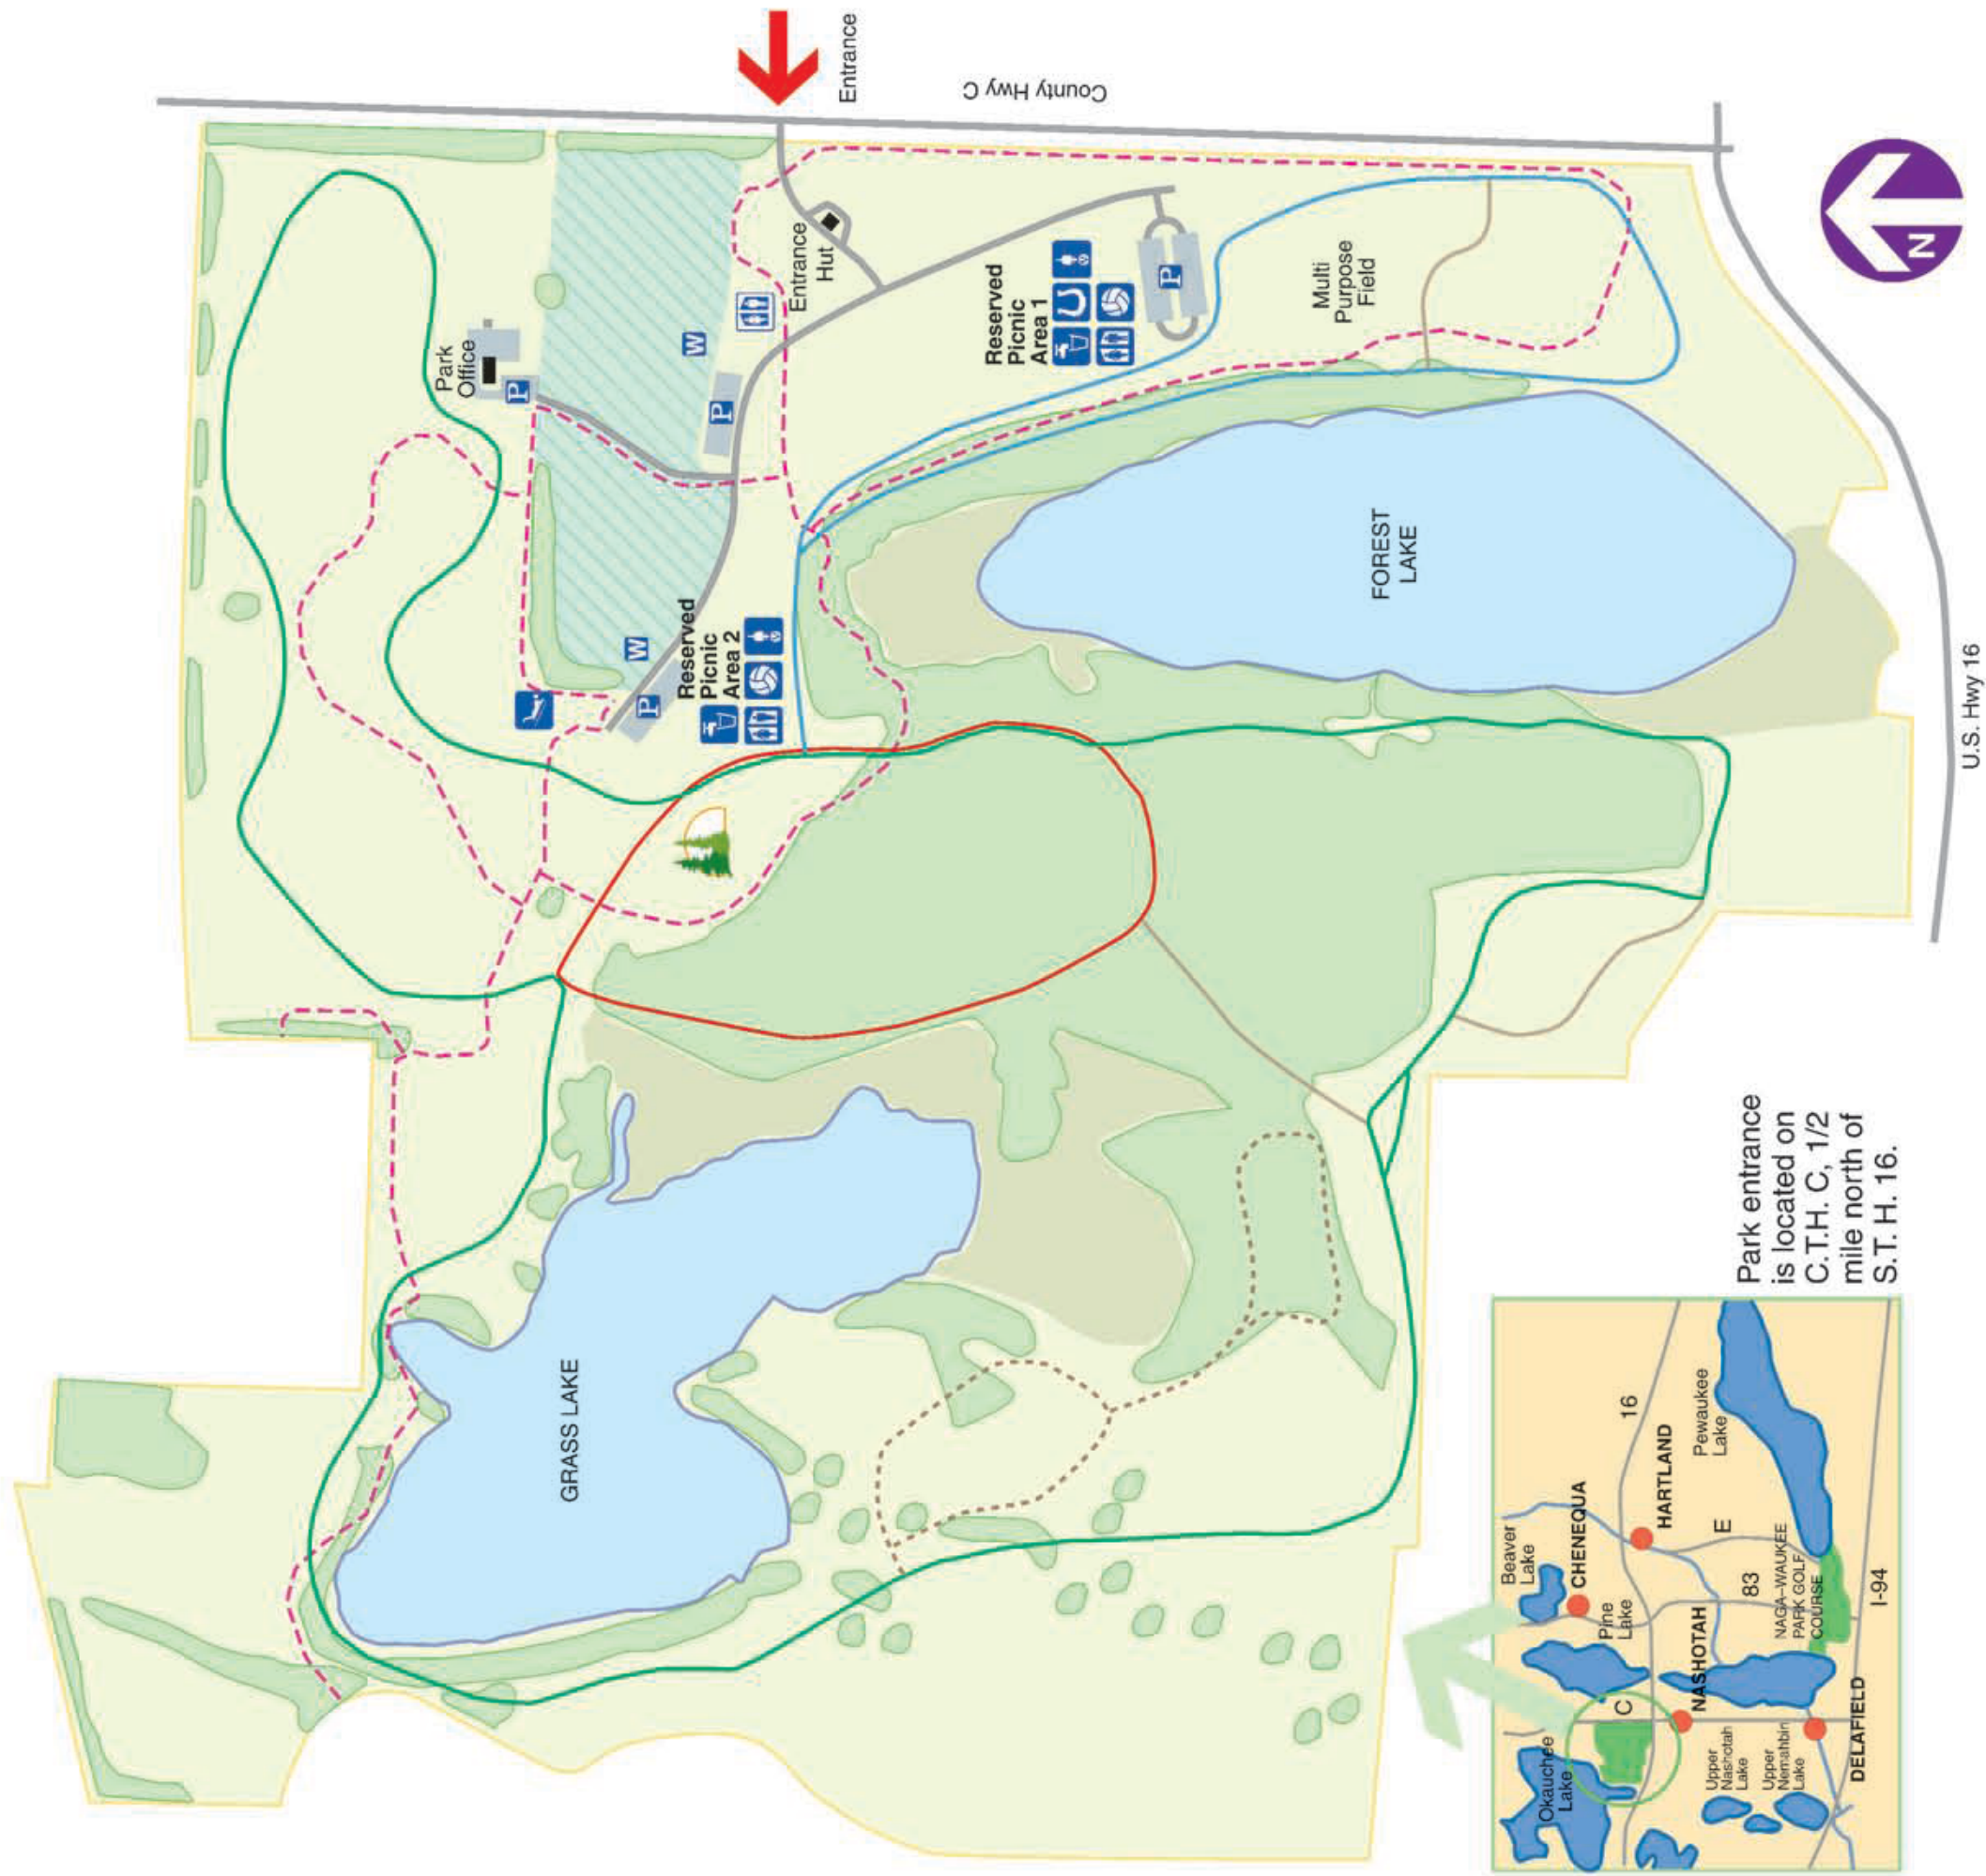 Entrance
County Hwy C
Entrance
Hut
Park
Office
P
P
W
W
P
P
Reserved
Picnic
Area 1
Reserved
Picnic
Area 2
Multi
Purpose
Field
FOREST
LAKE
GRASS LAKE
N
U.S. Hwy 16
Park entrance
is located on
C.T.H. C, 1/2
mile north of
S.T. H. 16.
Beaver
Lake
CHENEQUA
Pine
Lake
16
HARTLAND
Pewaukee
Lake
E
83
NAGA–WAUKEE
PARK GOLF
COURSE
I-94
C
NASHOTAH
Okauchee
Lake
Upper
Nashotah
Lake
Upper
Nemahbin
Lake
DELAFIELD